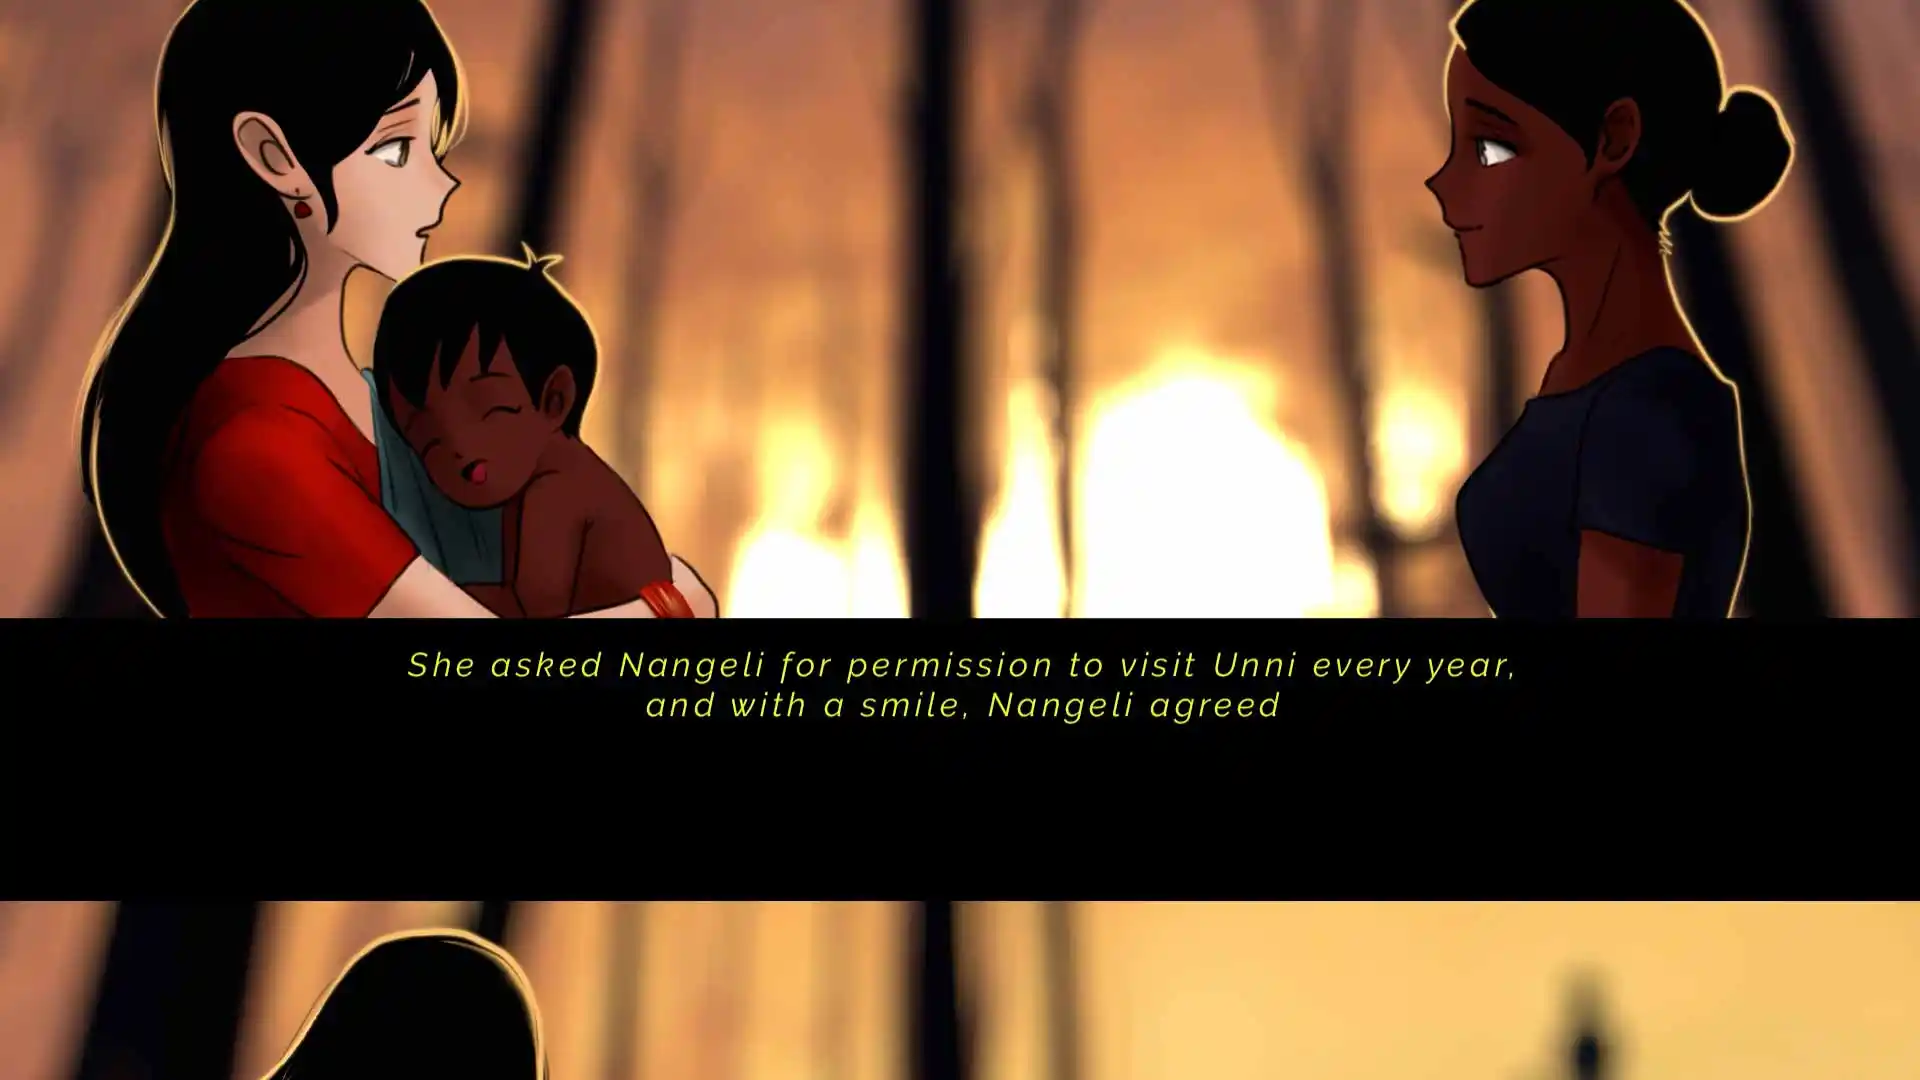 She asked Nangeli for permission to visit Unni every year,
and with a smile, Nangeli agreed